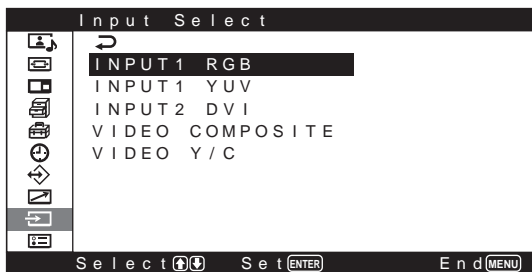 Input Select
INPUT1 RGB
INPUT1 YUV
INPUT2 DVI
VIDEO COMPOSITE
VIDEO Y/C
Select Set ENTER End MENU